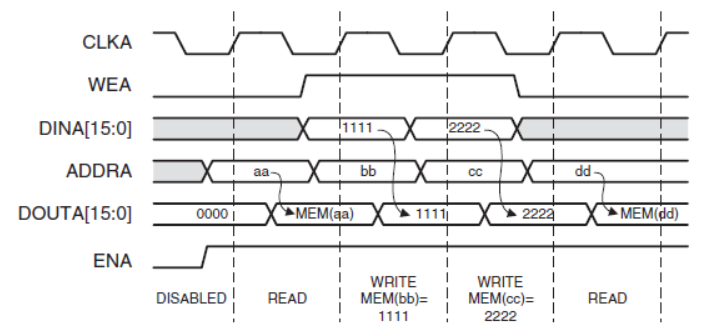 CLKA
WEA
DINA[15:0] 1111 2222
ADDRA aa bb cc dd
DOUTA[15:0] 0000 MEM(aa) 1111 2222 MEM(dd)
ENA
DISABLED READ WRITE MEM(bb)= 1111 WRITE MEM(cc)= 2222 READ